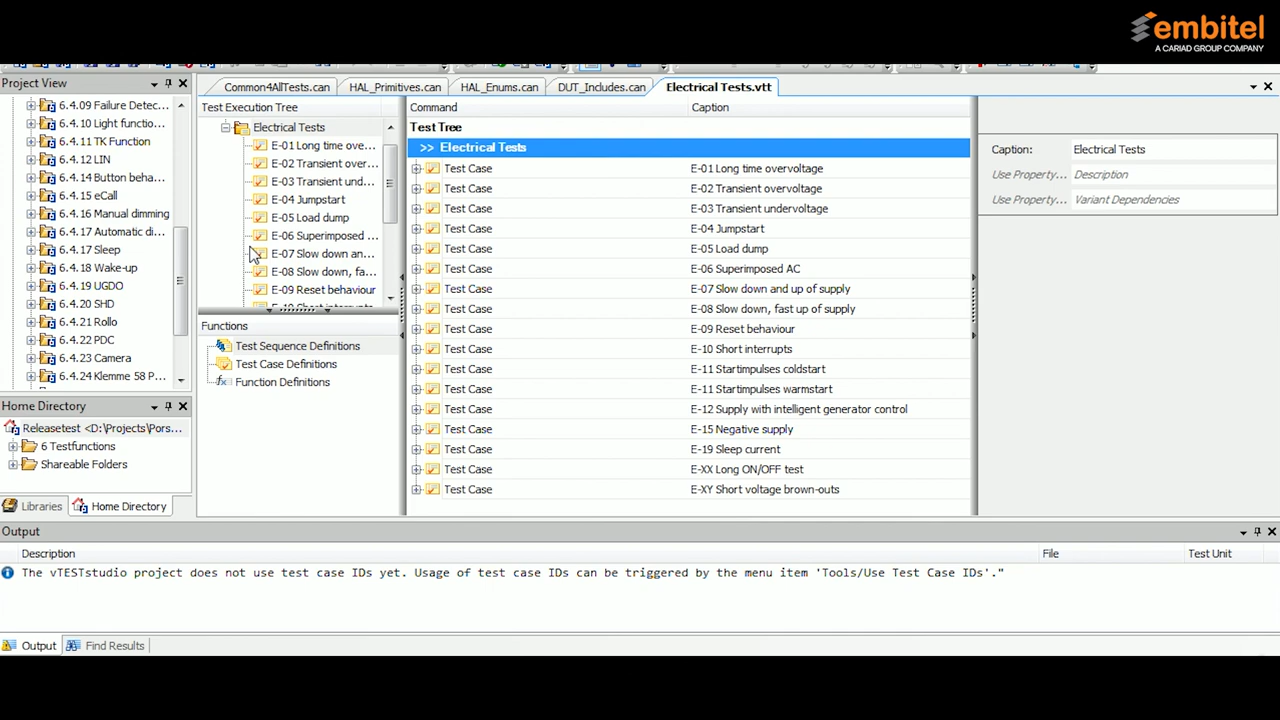 embitel
A CARIAD GROUP COMPANY
Project View
6.4.09 Failure Detec...
6.4.10 Light functio...
6.4.11 TK Function
6.4.12 LIN
6.4.14 Button beha...
6.4.15 eCall
6.4.16 Manual dimming
6.4.17 Automatic di...
6.4.17 Sleep
6.4.18 Wake-up
6.4.19 UGDO
6.4.20 SHD
6.4.21 Rollo
6.4.22 PDC
6.4.23 Camera
6.4.24 Klemme 58 P...
Home Directory
Releasetest <D:\Projects\Pors...
6 Testfunctions
Shareable Folders
Libraries
Home Directory
Common4AllTests.can
HAL_Primitives.can
HAL_Enums.can
DUT_Includes.can
Electrical Tests.vtt
Test Execution Tree
Electrical Tests
E-01 Long time ove...
E-02 Transient over...
E-03 Transient und...
E-04 Jumpstart
E-05 Load dump
E-06 Superimposed ...
E-07 Slow down an...
E-08 Slow down, fa...
E-09 Reset behaviour
E-10 Short interrupts
Functions
Test Sequence Definitions
Test Case Definitions
Function Definitions
Command Caption
Test Tree
>> Electrical Tests
Test Case E-01 Long time overvoltage
Test Case E-02 Transient overvoltage
Test Case E-03 Transient undervoltage
Test Case E-04 Jumpstart
Test Case E-05 Load dump
Test Case E-06 Superimposed AC
Test Case E-07 Slow down and up of supply
Test Case E-08 Slow down, fast up of supply
Test Case E-09 Reset behaviour
Test Case E-10 Short interrupts
Test Case E-11 Startimpulses coldstart
Test Case E-11 Startimpulses warmstart
Test Case E-12 Supply with intelligent generator control
Test Case E-15 Negative supply
Test Case E-19 Sleep current
Test Case E-XX Long ON/OFF test
Test Case E-XY Short voltage brown-outs
Caption: Electrical Tests
Use Property... Description
Use Property... Variant Dependencies
Output
Description File Test Unit
The vTESTstudio project does not use test case IDs yet. Usage of test case IDs can be triggered by the menu item 'Tools/Use Test Case IDs'."
Output
Find Results